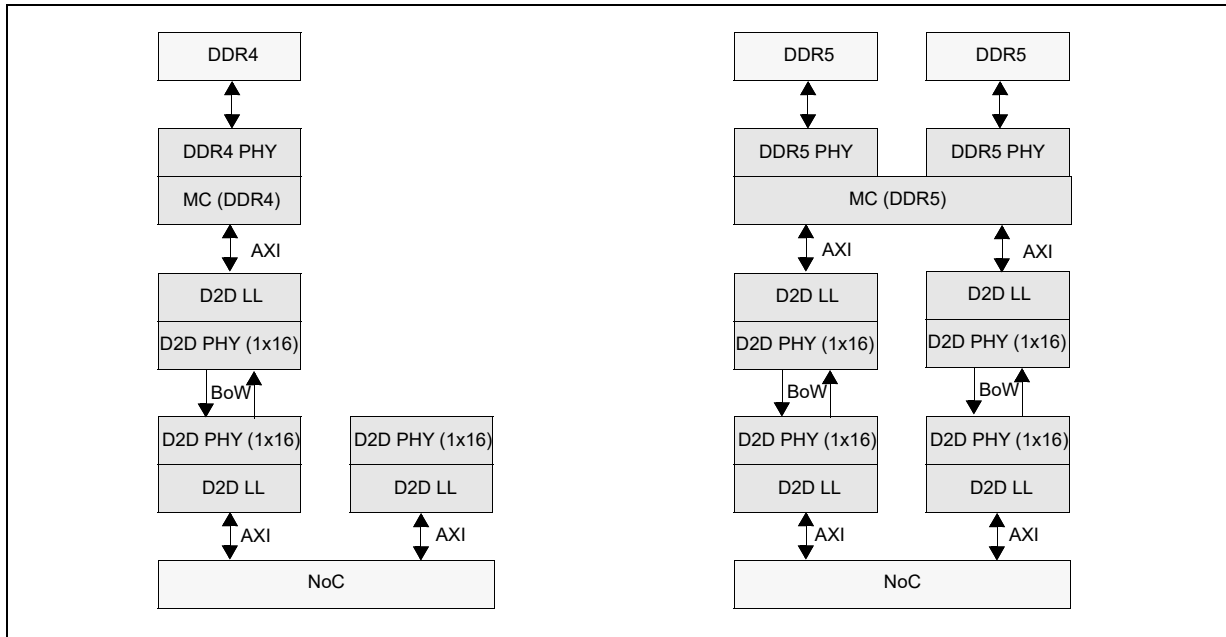 DDR4
DDR5
DDR5
DDR4 PHY
DDR5 PHY
DDR5 PHY
MC (DDR4)
MC (DDR5)
AXI
AXI
AXI
D2D LL
D2D LL
D2D LL
D2D PHY (1x16)
D2D PHY (1x16)
D2D PHY (1x16)
BoW
BoW
BoW
D2D PHY (1x16)
D2D PHY (1x16)
D2D PHY (1x16)
D2D PHY (1x16)
D2D LL
D2D LL
D2D LL
D2D LL
AXI
AXI
AXI
AXI
NoC
NoC